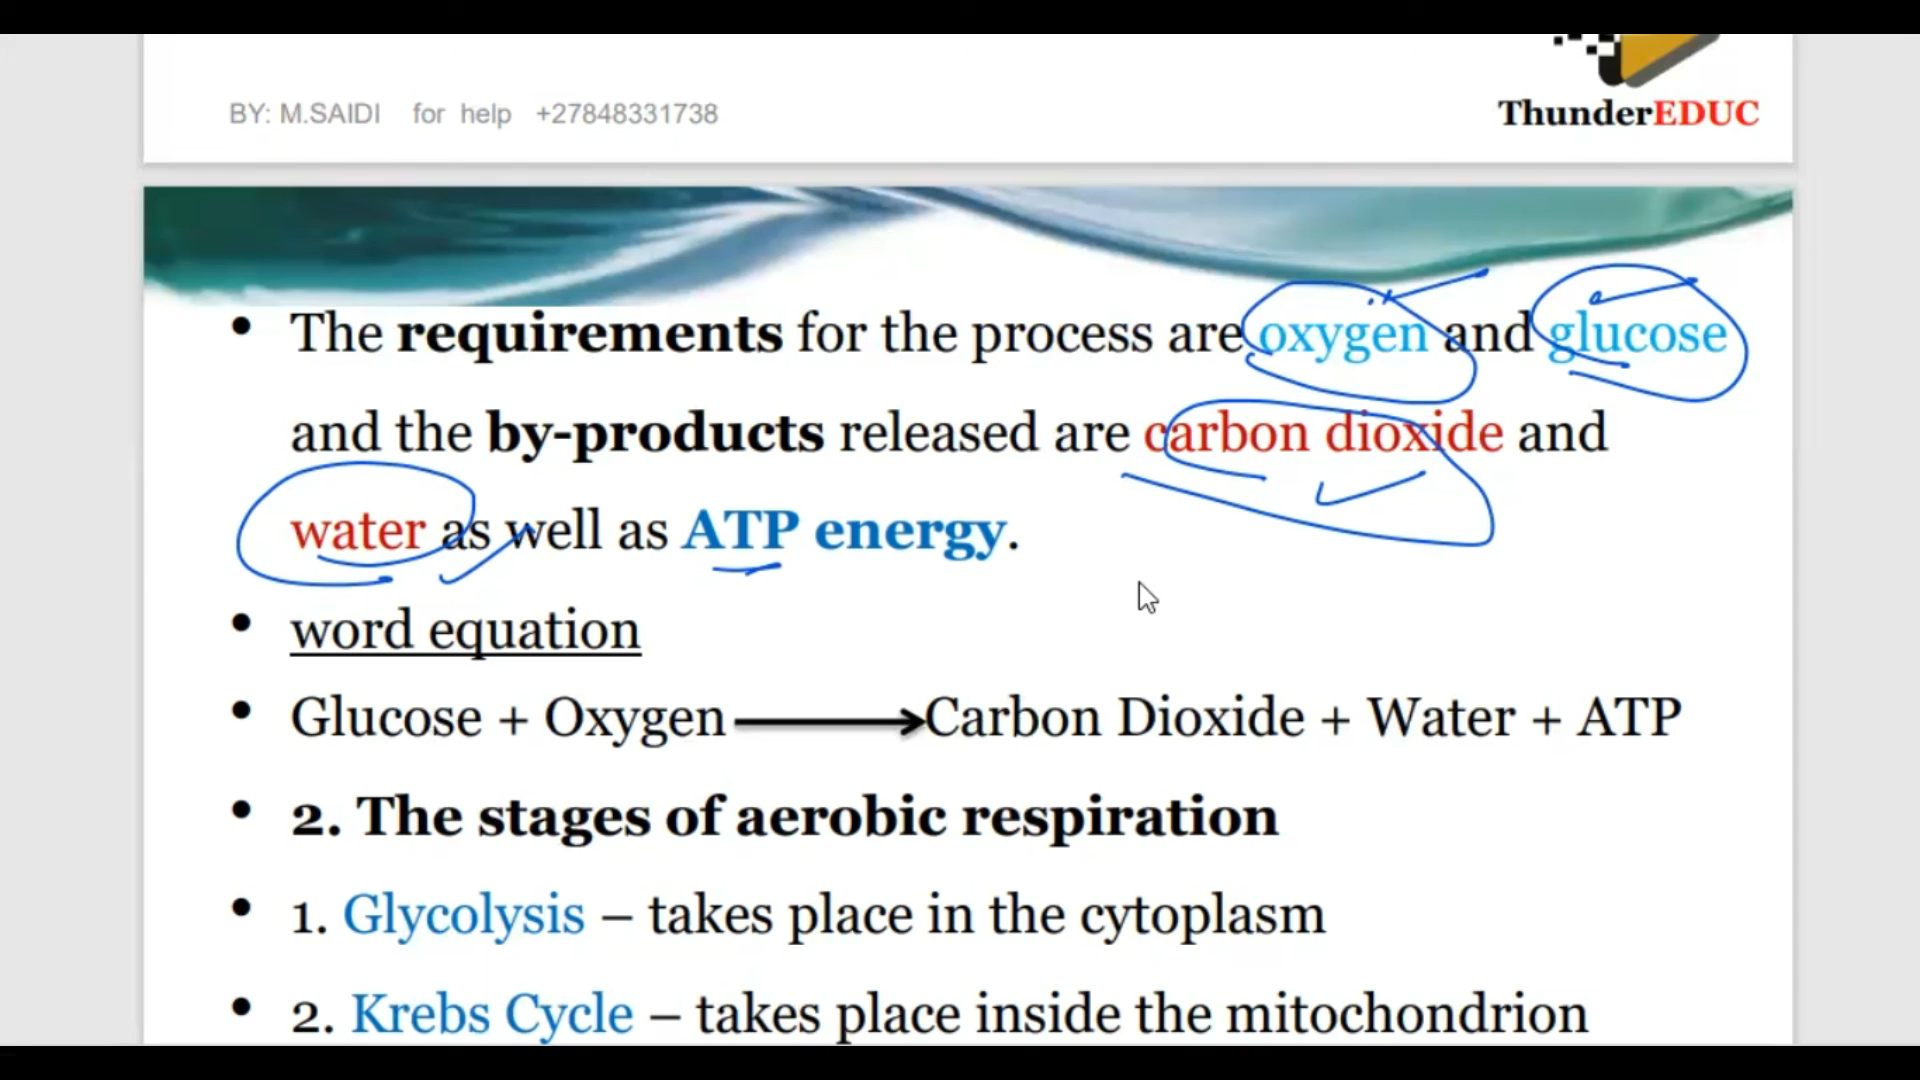 BY: M.SAIDI for help +27848331738
ThunderEDUC
• The requirements for the process are oxygen and glucose
and the by-products released are carbon dioxide and
water as well as ATP energy.
• word equation
• Glucose + Oxygen → Carbon Dioxide + Water + ATP
• 2. The stages of aerobic respiration
• 1. Glycolysis – takes place in the cytoplasm
• 2. Krebs Cycle – takes place inside the mitochondrion